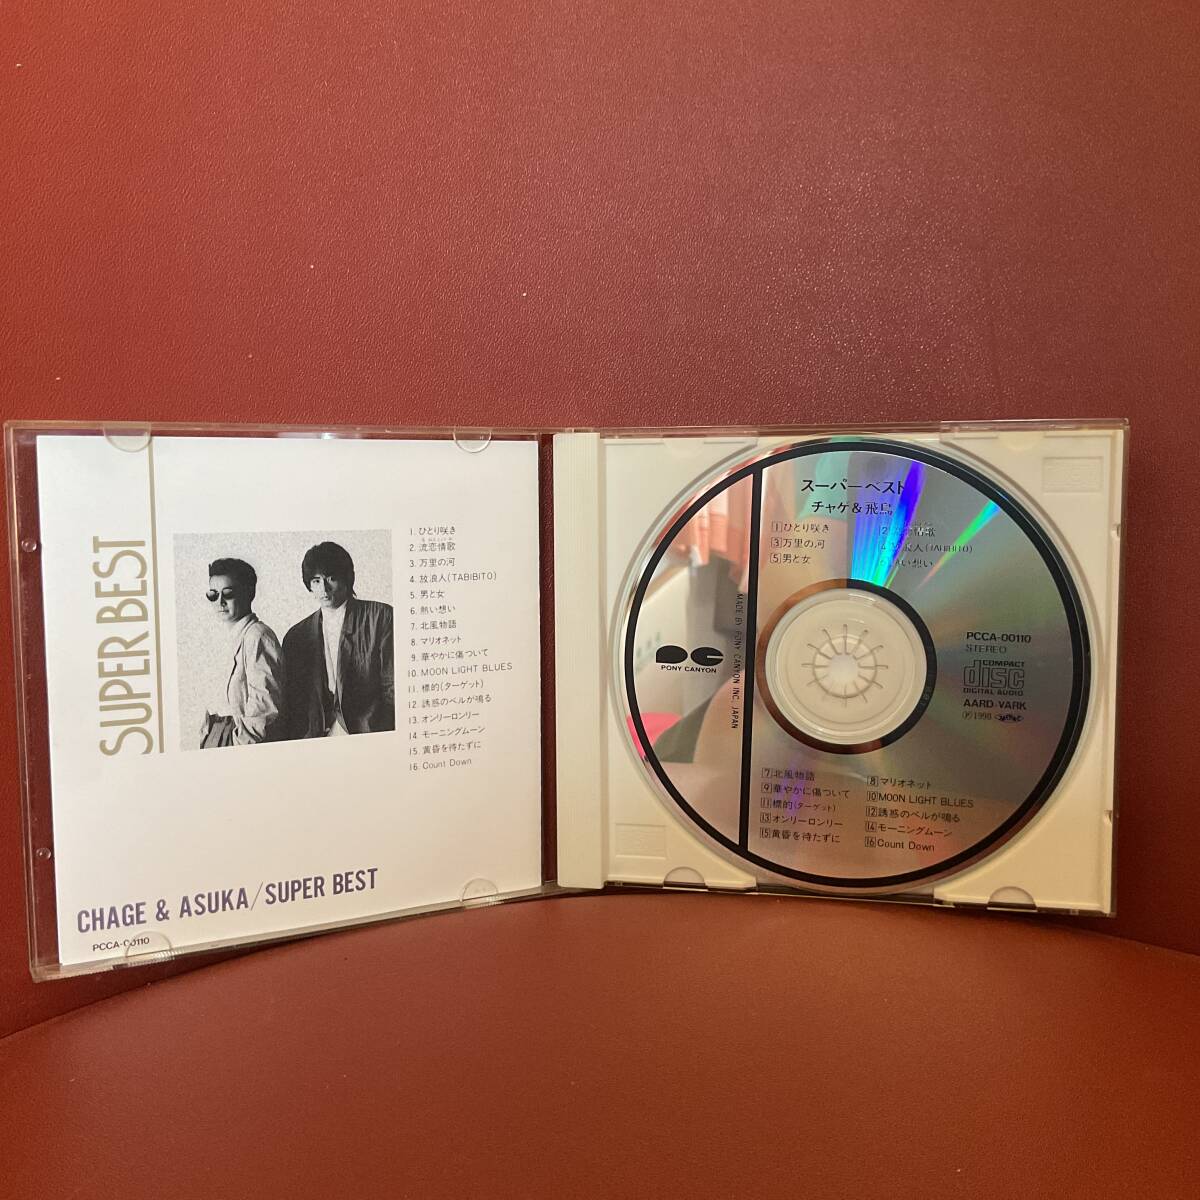 SUPER BEST
1. ひとり咲き
2. 流恋情歌
3. 万里の河
4. 放浪人(TABIBITO)
5. 男と女
6. 熱い想い
7. 北風物語
8. マリオネット
9. 華やかに傷ついて
10. MOON LIGHT BLUES
11. 標的(ターゲット)
12. 誘惑のベルが鳴る
13. オンリーロンリー
14. モーニングムーン
15. 黄昏を待たずに
16. Count Down
CHAGE & ASUKA/SUPER BEST
PCCA-00110
スーパーベスト
チャゲ&飛鳥
1 ひとり咲き
3 万里の河
4 放浪人(TABIBITO)
5 男と女
MADE BY PONY CANYON INC. JAPAN
PONY CANYON
PCCA-00110
STEREO
COMPACT
disc
DIGITAL AUDIO
AARD-VARK
7 北風物語
8 マリオネット
9 華やかに傷ついて
10 MOON LIGHT BLUES
11 標的(ターゲット)
12 誘惑のベルが鳴る
13 オンリーロンリー
14 モーニングムーン
15 黄昏を待たずに
16 Count Down